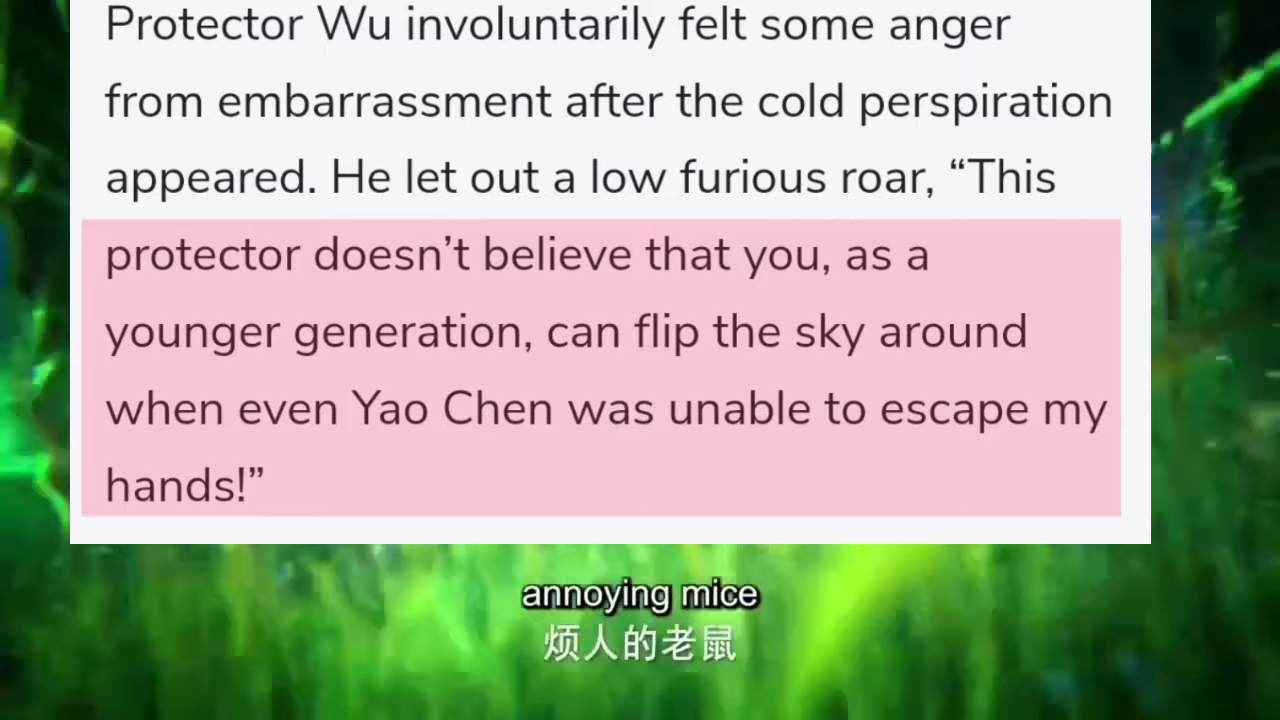 Protector Wu involuntarily felt some anger
from embarrassment after the cold perspiration
appeared. He let out a low furious roar, “This
protector doesn’t believe that you, as a
younger generation, can flip the sky around
when even Yao Chen was unable to escape my
hands!”
annoying mice
烦人的老鼠